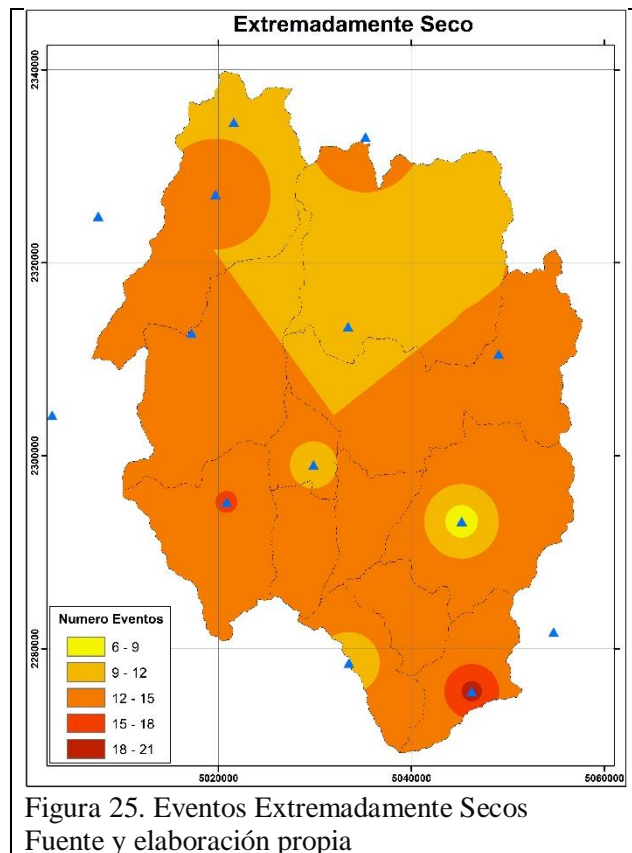 Extremadamente Seco
2340000
2320000
2300000
2280000
Numero Eventos
6 - 9
9 - 12
12 - 15
15 - 18
18 - 21
5020000 5040000 5060000
Figura 25. Eventos Extremadamente Secos
Fuente y elaboración propia